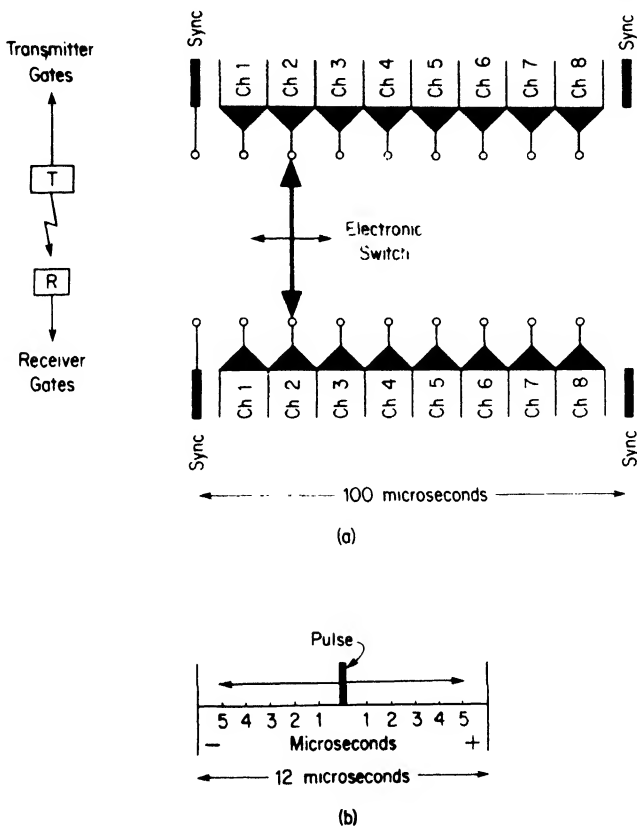 Transmitter
Gates
T
R
Receiver
Gates
Sync
Ch 1
Ch 2
Ch 3
Ch 4
Ch 5
Ch 6
Ch 7
Ch 8
Sync
Electronic
Switch
Sync
Ch 1
Ch 2
Ch 3
Ch 4
Ch 5
Ch 6
Ch 7
Ch 8
Sync
100 microseconds
(a)
Pulse
5 4 3 2 1 1 2 3 4 5
− Microseconds +
12 microseconds
(b)